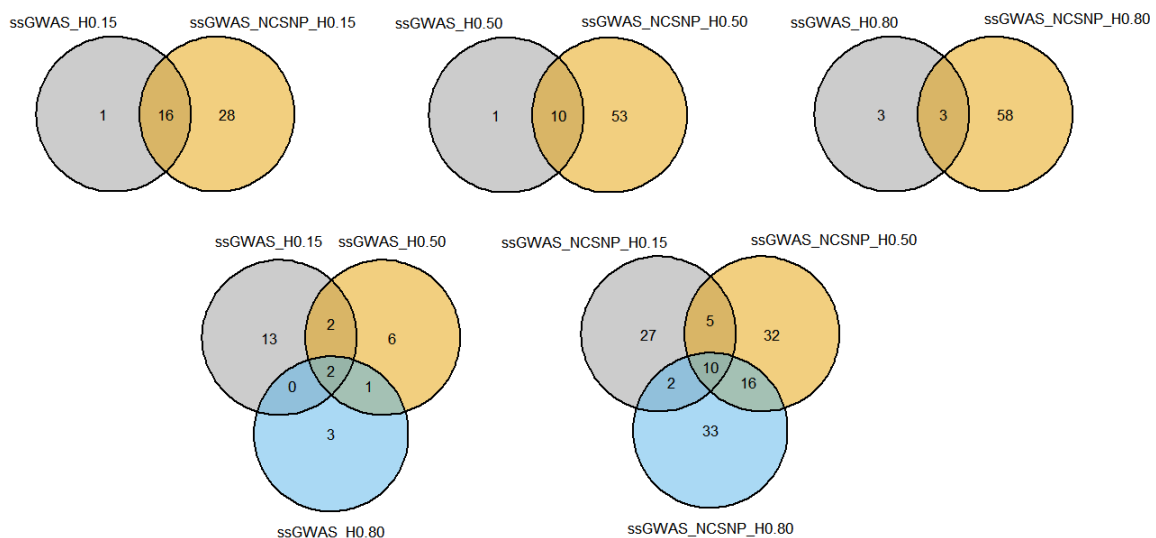 ssGWAS_H0.15 ssGWAS_NCSNP_H0.15
1 16 28
ssGWAS_H0.50 ssGWAS_NCSNP_H0.50
1 10 53
ssGWAS_H0.80 ssGWAS_NCSNP_H0.80
3 3 58
ssGWAS_H0.15 ssGWAS_H0.50
2
13 6
2
0 1
3
ssGWAS_H0.80
ssGWAS_NCSNP_H0.15 ssGWAS_NCSNP_H0.50
5
27 32
10
2 16
33
ssGWAS_NCSNP_H0.80